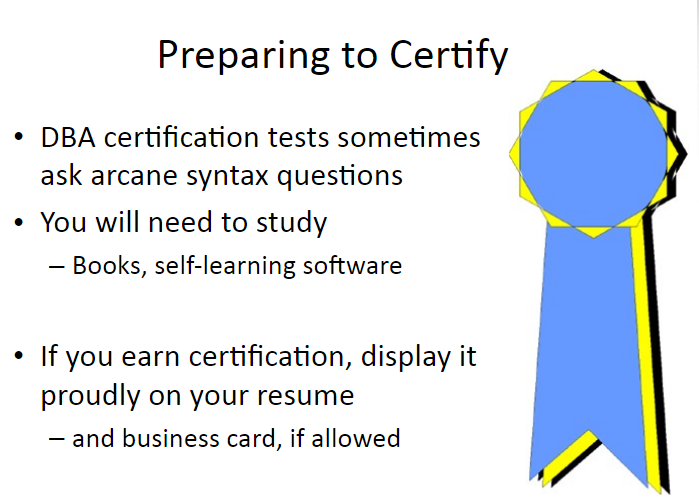 Preparing to Certify
• DBA certification tests sometimes
ask arcane syntax questions
• You will need to study
– Books, self-learning software
• If you earn certification, display it
proudly on your resume
– and business card, if allowed